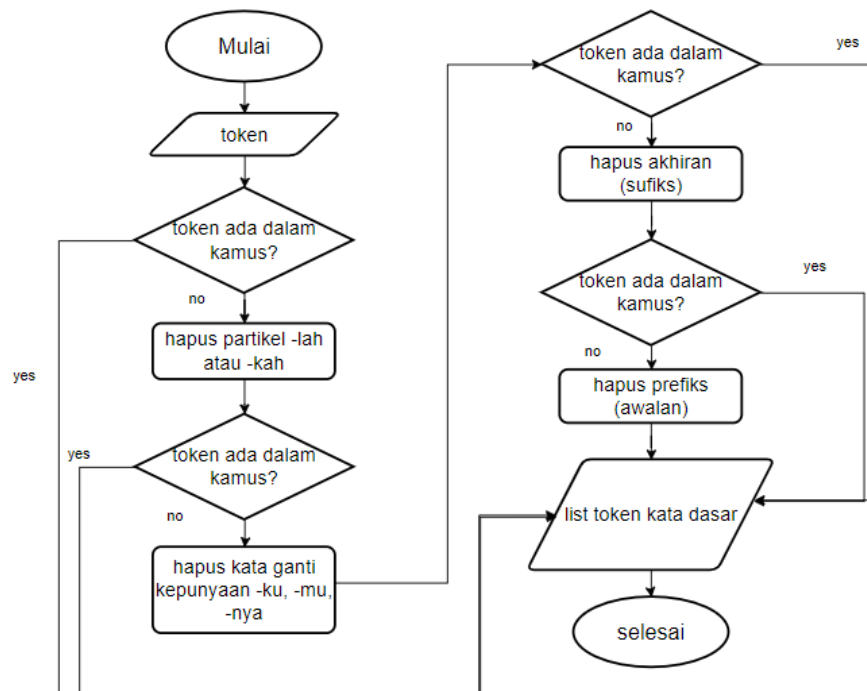 Mulai
token
token ada dalam
kamus?
yes
no
hapus partikel -lah
atau -kah
token ada dalam
kamus?
yes
no
hapus kata ganti
kepunyaan -ku, -mu,
-nya
token ada dalam
kamus?
yes
no
hapus akhiran
(sufiks)
token ada dalam
kamus?
yes
no
hapus prefiks
(awalan)
list token kata dasar
selesai